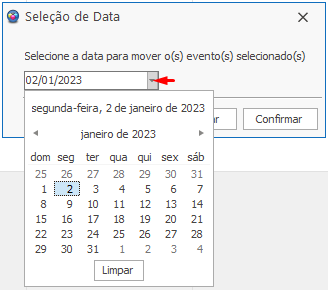 Seleção de Data
Selecione a data para mover o(s) evento(s) selecionado(s)
02/01/2023
segunda-feira, 2 de janeiro de 2023
janeiro de 2023
dom seg ter qua qui sex sáb
25 26 27 28 29 30 31
1 2 3 4 5 6 7
8 9 10 11 12 13 14
15 16 17 18 19 20 21
22 23 24 25 26 27 28
29 30 31 1 2 3 4
Limpar
Confirmar